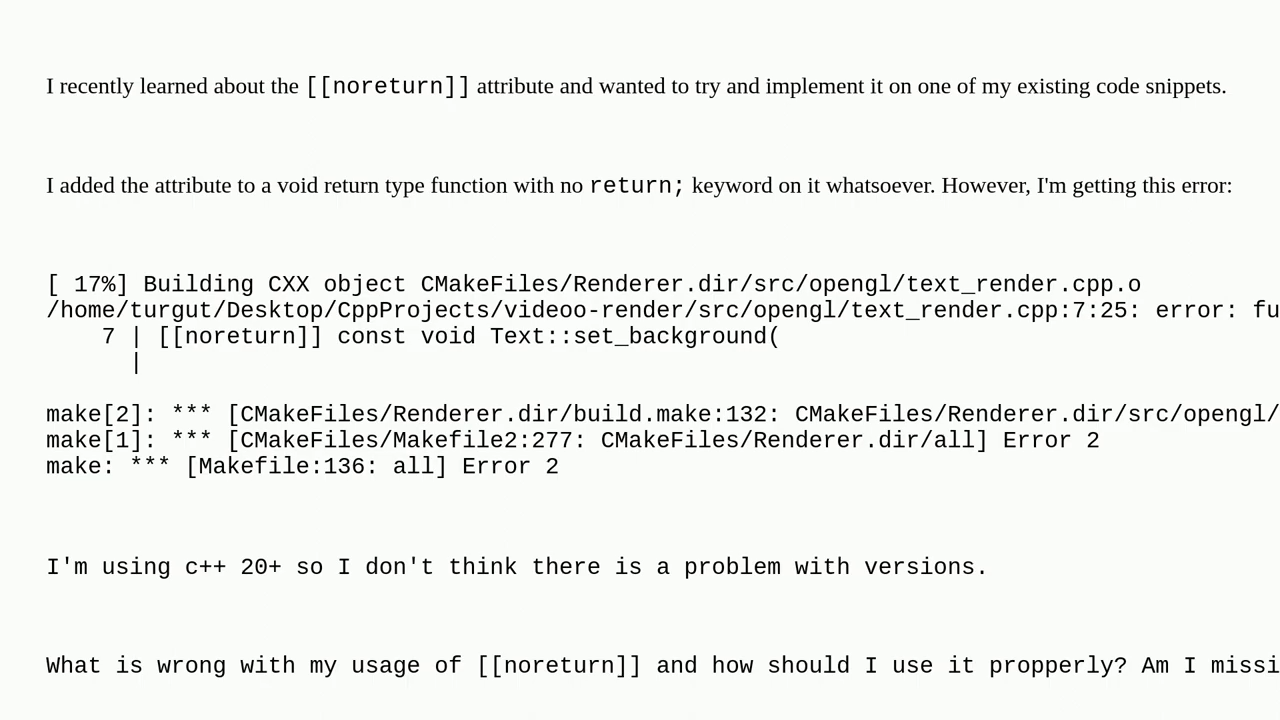 I recently learned about the [[noreturn]] attribute and wanted to try and implement it on one of my existing code snippets.
I added the attribute to a void return type function with no return; keyword on it whatsoever. However, I'm getting this error:
[ 17%] Building CXX object CMakeFiles/Renderer.dir/src/opengl/text_render.cpp.o
/home/turgut/Desktop/CppProjects/videoo-render/src/opengl/text_render.cpp:7:25: error: fu
7 | [[noreturn]] const void Text::set_background(
|
make[2]: *** [CMakeFiles/Renderer.dir/build.make:132: CMakeFiles/Renderer.dir/src/opengl/
make[1]: *** [CMakeFiles/Makefile2:277: CMakeFiles/Renderer.dir/all] Error 2
make: *** [Makefile:136: all] Error 2
I'm using c++ 20+ so I don't think there is a problem with versions.
What is wrong with my usage of [[noreturn]] and how should I use it propperly? Am I missi